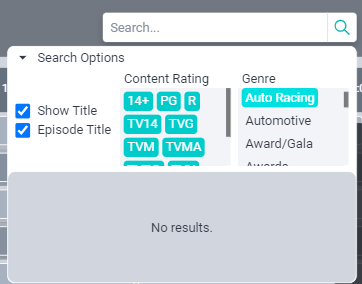 Search...
Search Options
Content Rating
Genre
Show Title
Episode Title
14+ PG R
TV14 TVG
TVM TVMA
Auto Racing
Automotive
Award/Gala
Awards
No results.